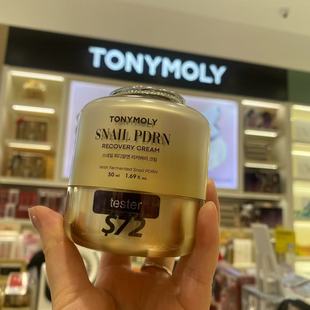 TONYMOLY
TONYMOLY
SNAIL PDRN
RECOVERY CREAM
with Fermented Snail PDRN
50 ml 1.69 fl. oz.
tester
$72